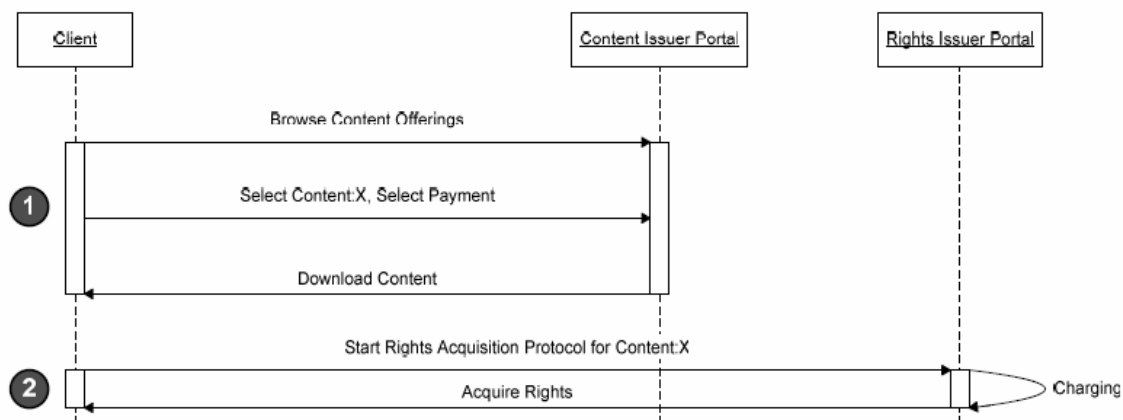 Client
Content Issuer Portal
Rights Issuer Portal
Browse Content Offerings
1
Select Content:X, Select Payment
Download Content
Start Rights Acquisition Protocol for Content:X
2
Acquire Rights
Charging